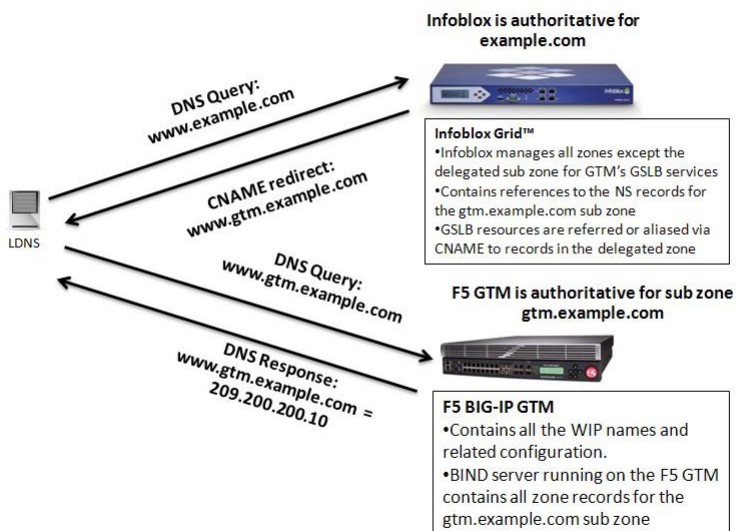 Infoblox is authoritative for
example.com
Infoblox
DNS Query:
www.example.com
CNAME redirect:
www.gtm.example.com
Infoblox Grid™
•Infoblox manages all zones except the
delegated sub zone for GTM's GSLB services
•Contains references to the NS records for
the gtm.example.com sub zone
•GSLB resources are referred or aliased via
CNAME to records in the delegated zone
LDNS
DNS Query:
www.gtm.example.com
DNS Response:
www.gtm.example.com =
209.200.200.10
F5 GTM is authoritative for sub zone
gtm.example.com
F5 BIG-IP GTM
•Contains all the WIP names and
related configuration.
•BIND server running on the F5 GTM
contains all zone records for the
gtm.example.com sub zone